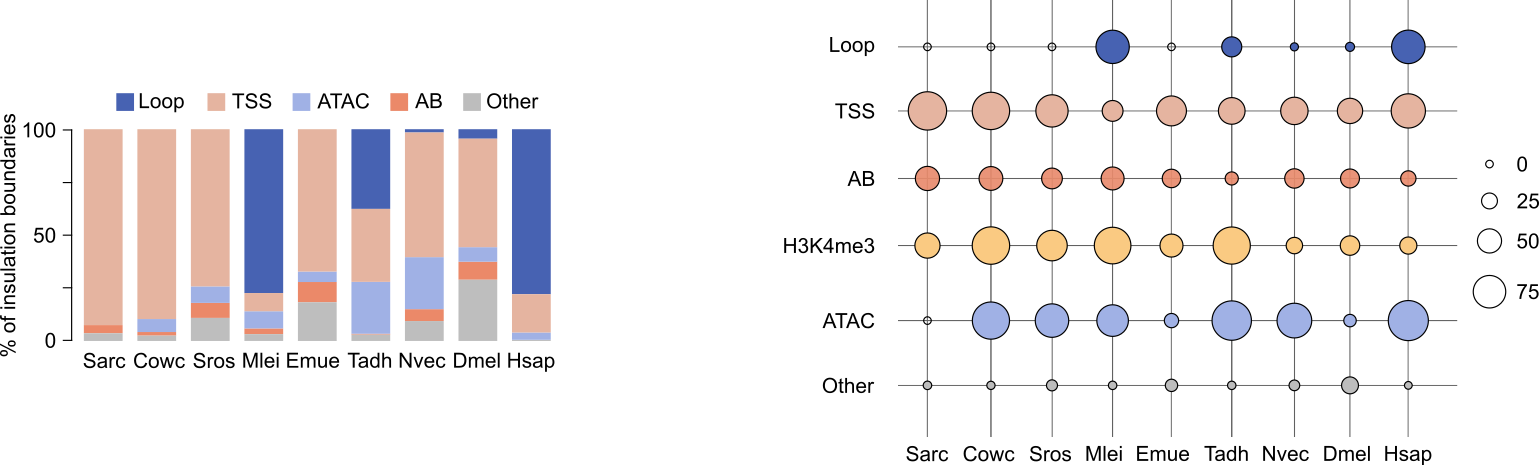 Loop TSS ATAC AB Other
% of insulation boundaries
100
50
0
Sarc Cowc Sros Mlei Emue Tadh Nvec Dmel Hsap
Loop
TSS
AB
H3K4me3
ATAC
Other
Sarc Cowc Sros Mlei Emue Tadh Nvec Dmel Hsap
0
25
50
75